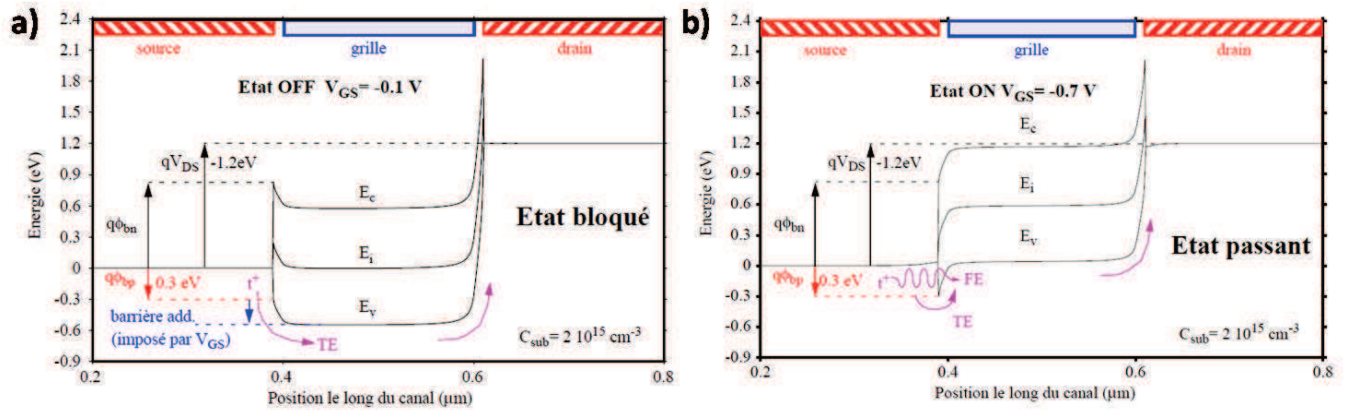 a)
source
grille
drain
Etat OFF V_GS= -0.1 V
2.4
2.1
1.8
1.5
1.2
0.9
0.6
0.3
0
-0.3
-0.6
-0.9
Energie (eV)
qV_DS
-1.2eV
qϕ_bn
qϕ_bp
0.3 eV
t⁺
E_c
E_i
E_v
Etat bloqué
barrière add.
(imposé par V_GS)
TE
C_sub= 2 10¹⁵ cm⁻³
0.2
0.4
0.6
0.8
Position le long du canal (µm)
b)
source
grille
drain
Etat ON V_GS= -0.7 V
2.4
2.1
1.8
1.5
1.2
0.9
0.6
0.3
0
-0.3
-0.6
-0.9
Energie (eV)
qV_DS
-1.2eV
qϕ_bn
qϕ_bp
0.3 eV
t⁺
E_c
E_i
E_v
Etat passant
FE
TE
C_sub= 2 10¹⁵ cm⁻³
0.2
0.4
0.6
0.8
Position le long du canal (µm)